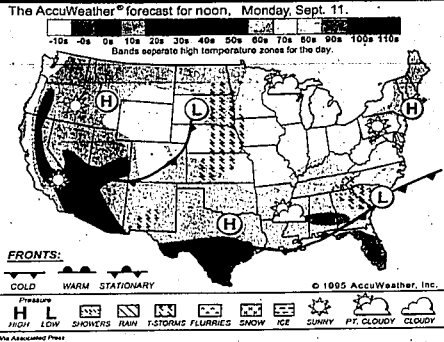 The AccuWeather® forecast for noon, Monday, Sept. 11.
-10s -0s 0s 10s 20s 30s 40s 50s 60s 70s 80s 90s 100s 110s
Bands seperate high temperature zones for the day.
H
L
H
H
L
FRONTS:
COLD WARM STATIONARY
© 1995 AccuWeather, Inc.
Pressure
H L
HIGH LOW SHOWERS RAIN T-STORMS FLURRIES SNOW ICE SUNNY PT. CLOUDY CLOUDY
Via Associated Press